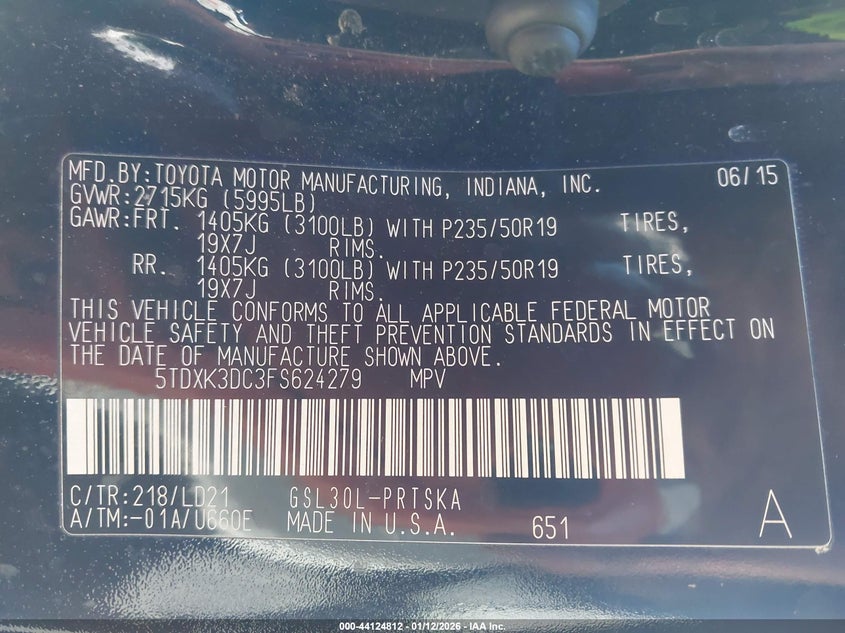 MFD.BY:TOYOTA MOTOR MANUFACTURING, INDIANA, INC. 06/15
GVWR:2715KG (5995LB)
GAWR:FRT. 1405KG (3100LB) WITH P235/50R19 TIRES,
19X7J RIMS.
RR. 1405KG (3100LB) WITH P235/50R19 TIRES,
19X7J RIMS.
THIS VEHICLE CONFORMS TO ALL APPLICABLE FEDERAL MOTOR
VEHICLE SAFETY AND THEFT PREVENTION STANDARDS IN EFFECT ON
THE DATE OF MANUFACTURE SHOWN ABOVE.
5TDXK3DC3FS624279 MPV
C/TR:218/LD21 GSL30L-PRTSKA
A/TM:-01A/U660E MADE IN U.S.A. 651 A
000-44124812 - 01/12/2026 - IAA Inc.